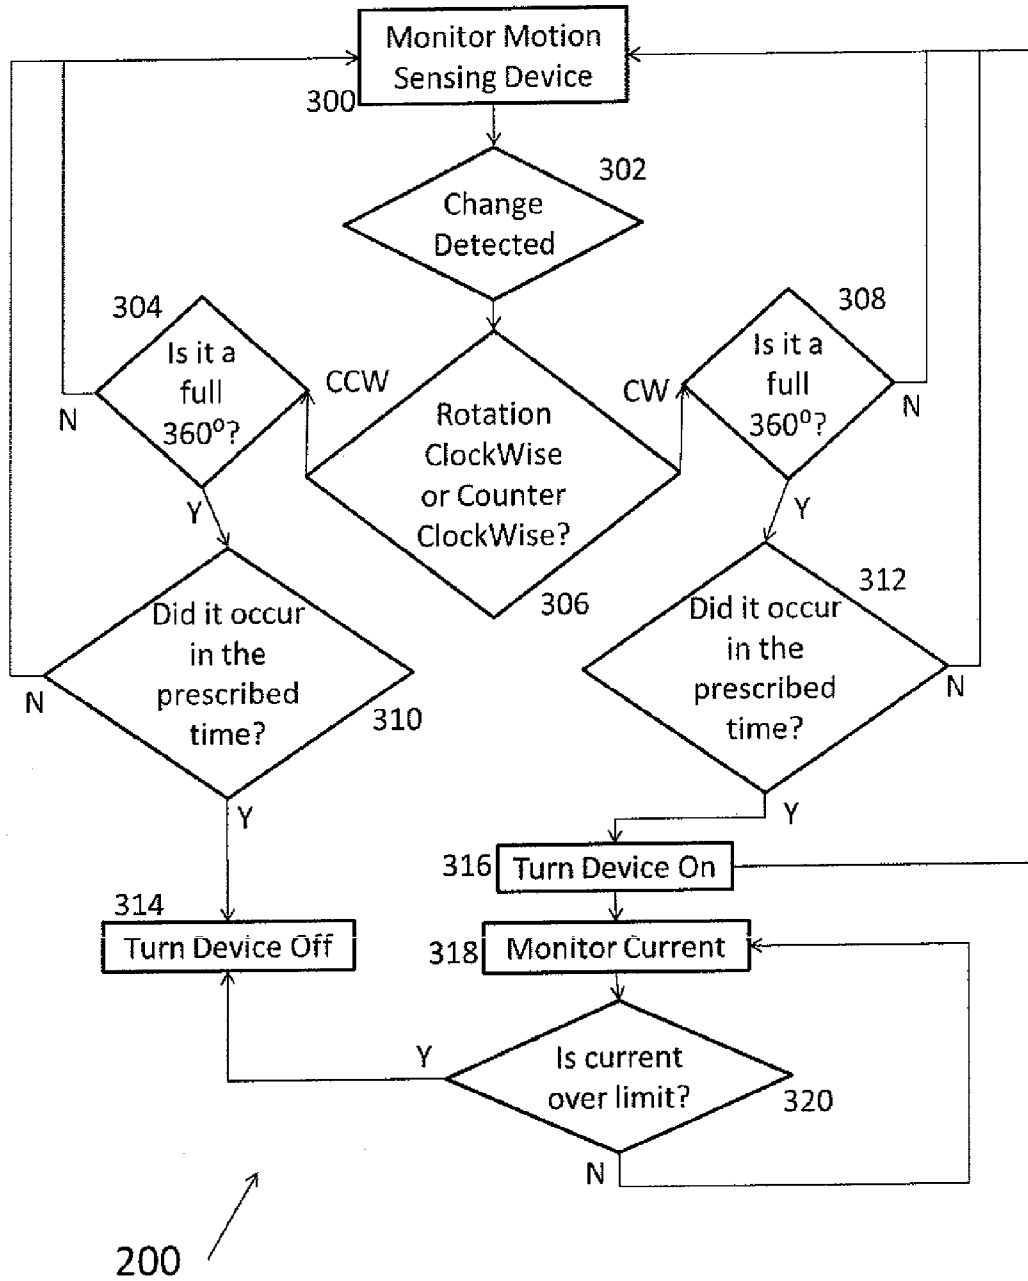 Monitor Motion
Sensing Device
300
302
Change
Detected
304
Is it a
full
360⁰?
N
CCW
Rotation
ClockWise
or Counter
ClockWise?
306
CW
308
Is it a
full
360⁰?
N
Y
Y
Did it occur
in the
prescribed
time?
310
N
312
Did it occur
in the
prescribed
time?
N
Y
Y
314
Turn Device Off
316
Turn Device On
318
Monitor Current
Y
Is current
over limit?
320
N
200